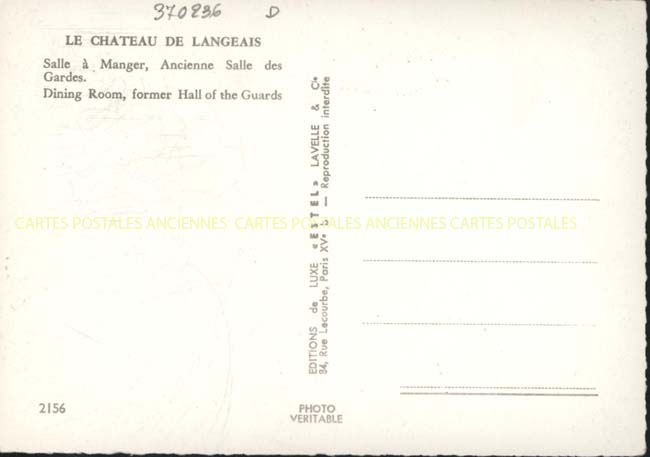 370236 D
LE CHATEAU DE LANGEAIS
Salle à Manger, Ancienne Salle des
Gardes.
Dining Room, former Hall of the Guards
EDITIONS de LUXE « ESTEL » LAVELLE & Cie
84, Rue Lecourbe, Paris XVe — Reproduction interdite
CARTES POSTALES ANCIENNES CARTES POSTALES ANCIENNES CARTES POSTALES
2156
PHOTO
VERITABLE